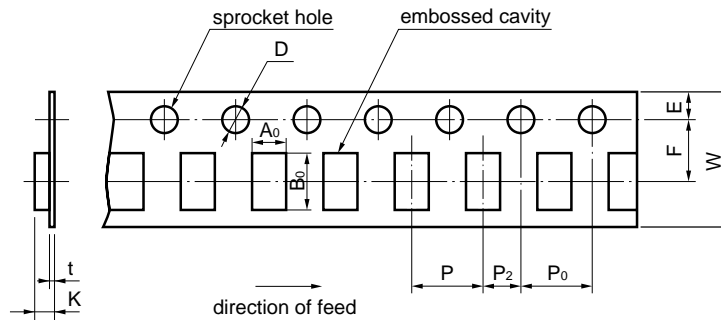 sprocket hole
embossed cavity
D
E
A0
F
W
B0
t
P
P2
P0
K
direction of feed